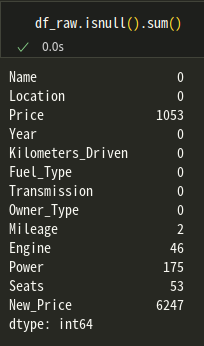 df_raw.isnull().sum()
✓ 0.0s
Name 0
Location 0
Price 1053
Year 0
Kilometers_Driven 0
Fuel_Type 0
Transmission 0
Owner_Type 0
Mileage 2
Engine 46
Power 175
Seats 53
New_Price 6247
dtype: int64